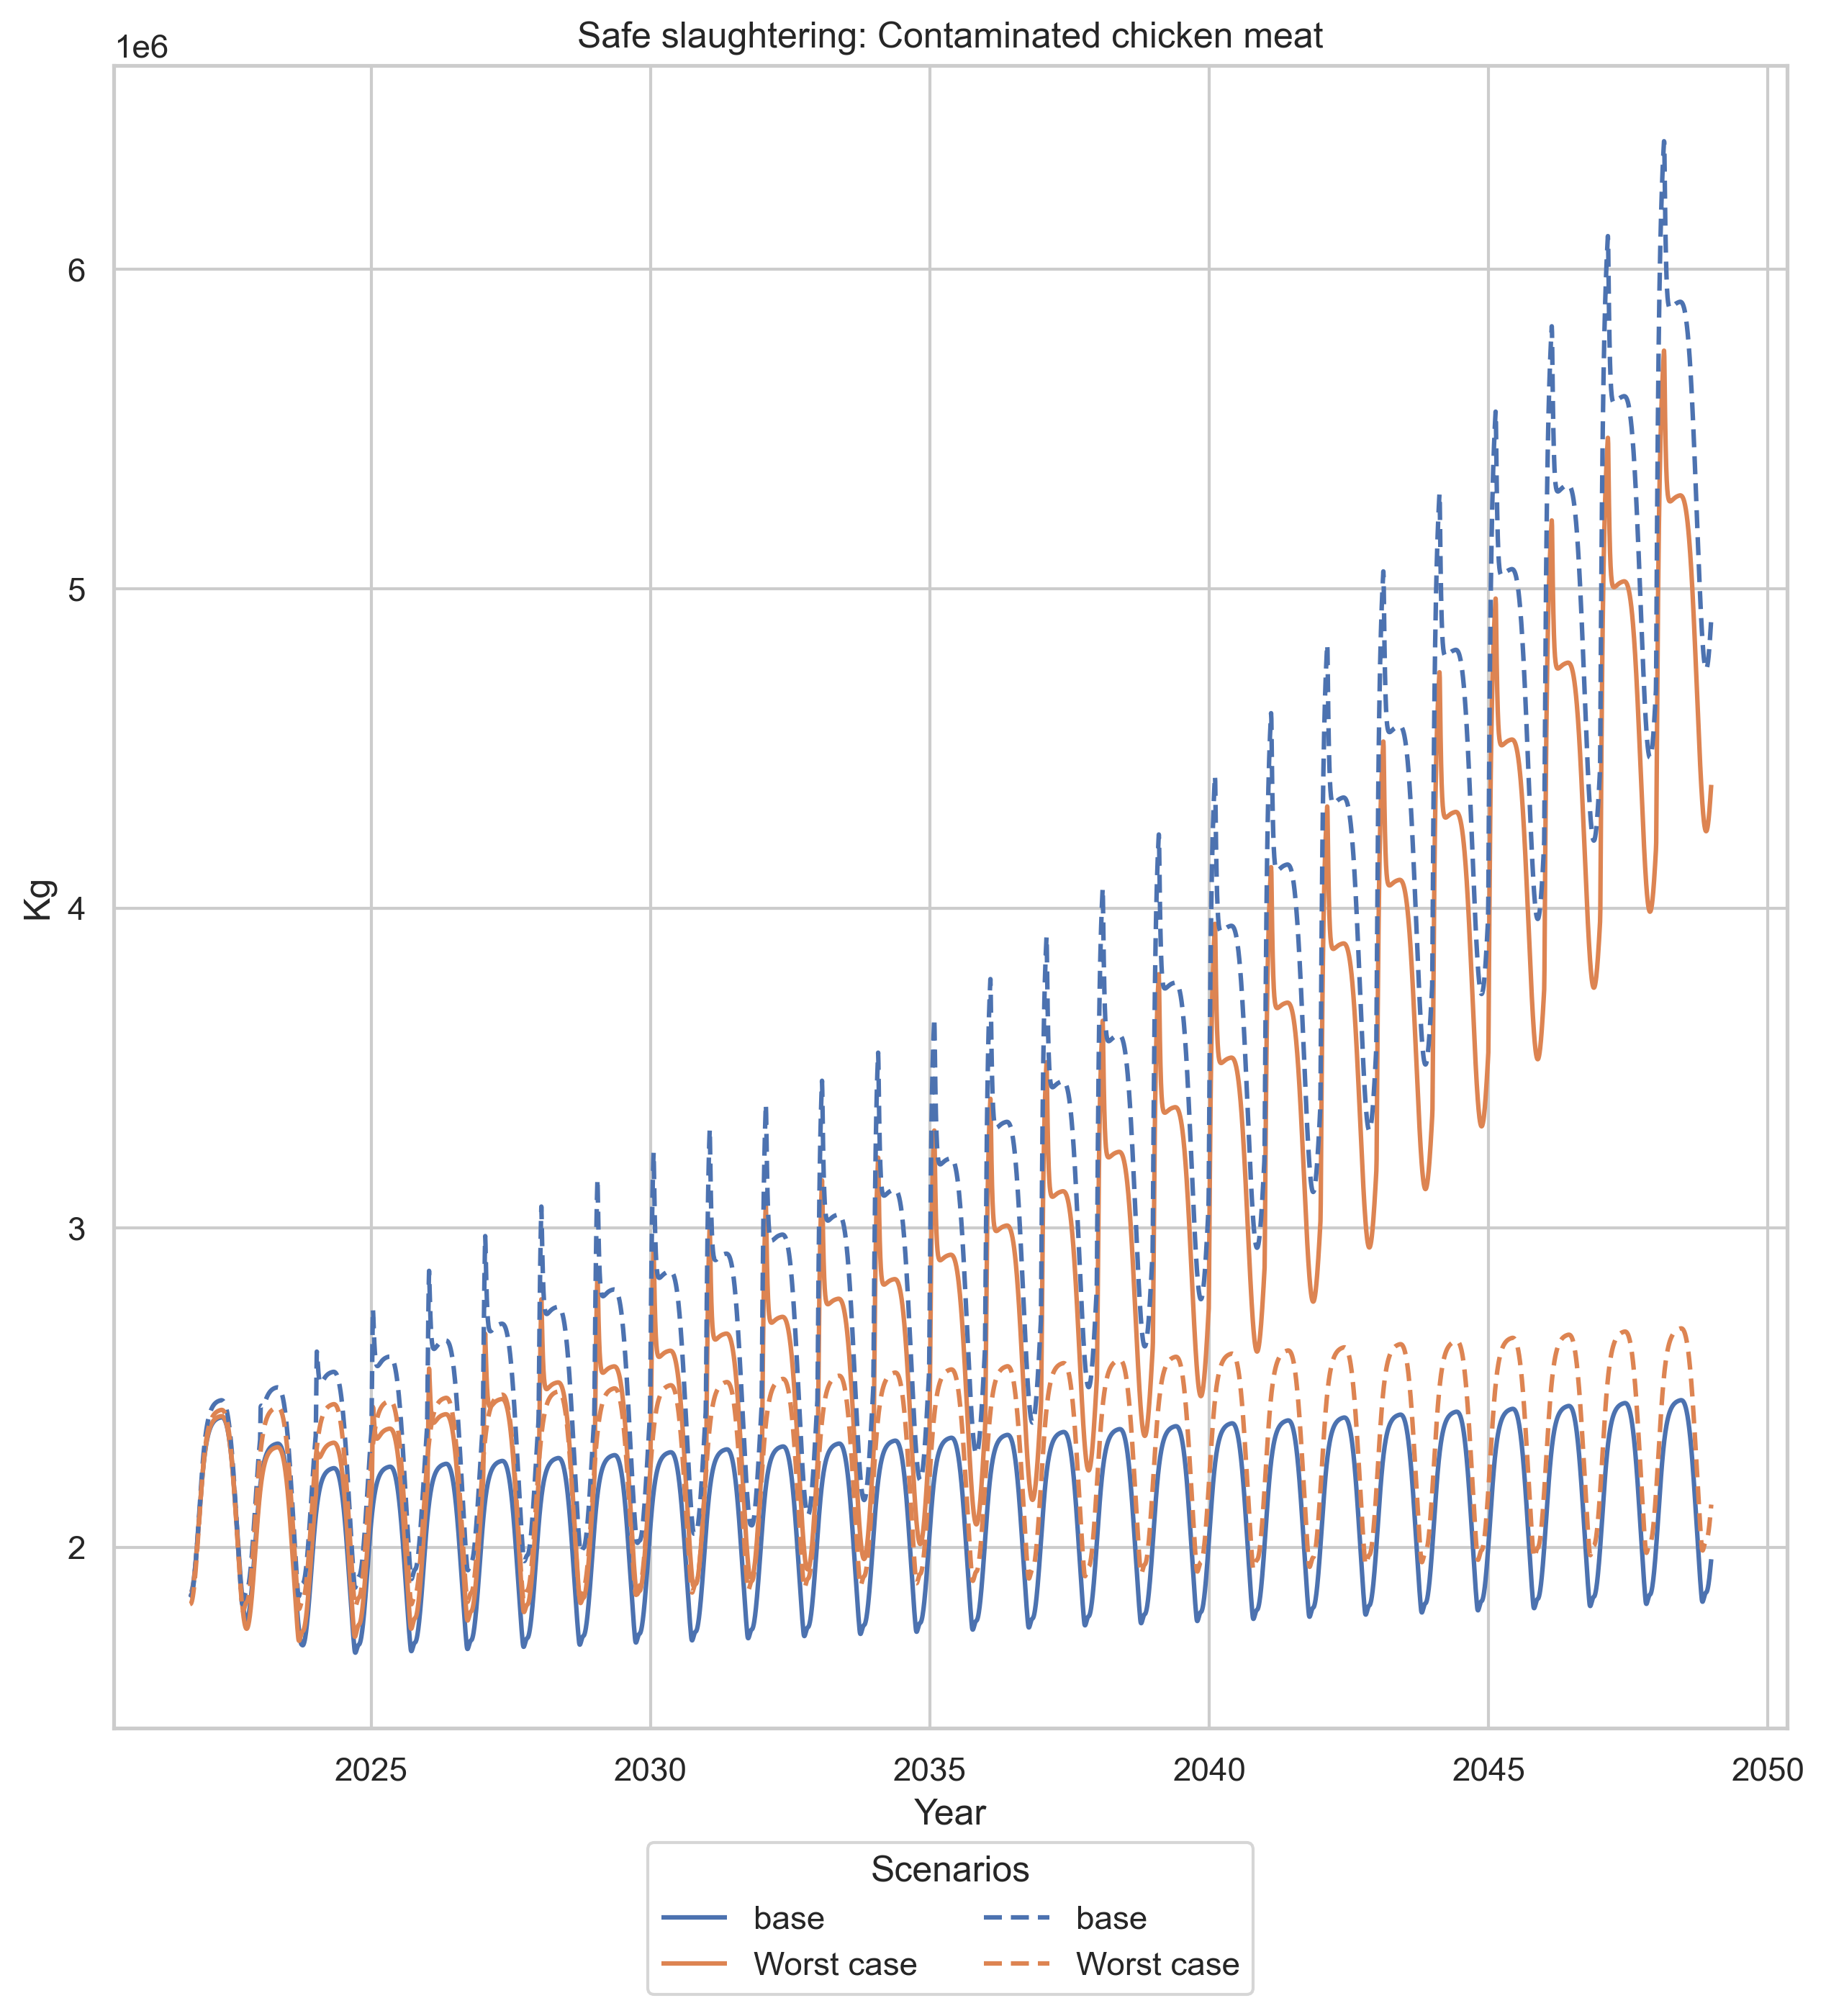 Safe slaughtering: Contaminated chicken meat
1e6
6
5
4
3
2
Kg
2025 2030 2035 2040 2045 2050
Year
Scenarios
base base
Worst case Worst case